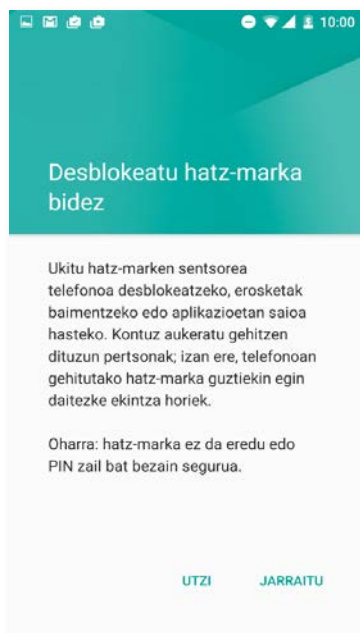 10:00
Desblokeatu hatz-marka
bidez
Ukitu hatz-marken sentsorea
telefonoa desblokeatzeko, erosketak
baimentzeko edo aplikazioetan saioa
hasteko. Kontuz aukeratu gehitzen
dituzun pertsonak; izan ere, telefonoan
gehitutako hatz-marka guztiekin egin
daitezke ekintza horiek.
Oharra: hatz-marka ez da eredu edo
PIN zail bat bezain segurua.
UTZI JARRAITU